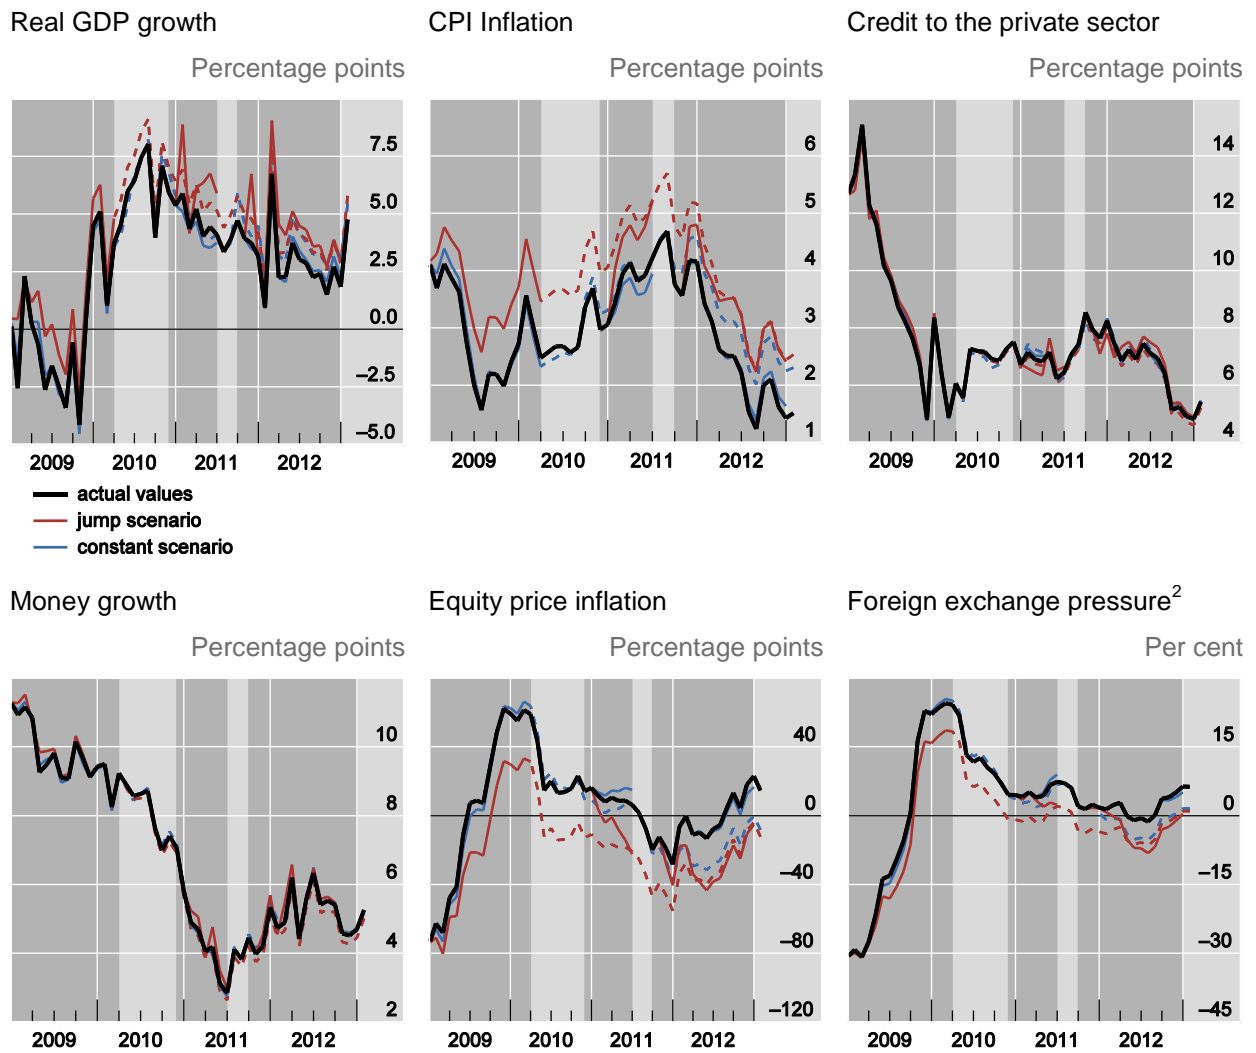 Real GDP growth
Percentage points
7.5
5.0
2.5
0.0
–2.5
–5.0
2009 2010 2011 2012
CPI Inflation
Percentage points
6
5
4
3
2
1
2009 2010 2011 2012
Credit to the private sector
Percentage points
14
12
10
8
6
4
2009 2010 2011 2012
actual values
jump scenario
constant scenario
Money growth
Percentage points
10
8
6
4
2
2009 2010 2011 2012
Equity price inflation
Percentage points
40
0
–40
–80
–120
2009 2010 2011 2012
Foreign exchange pressure2
Per cent
15
0
–15
–30
–45
2009 2010 2011 2012